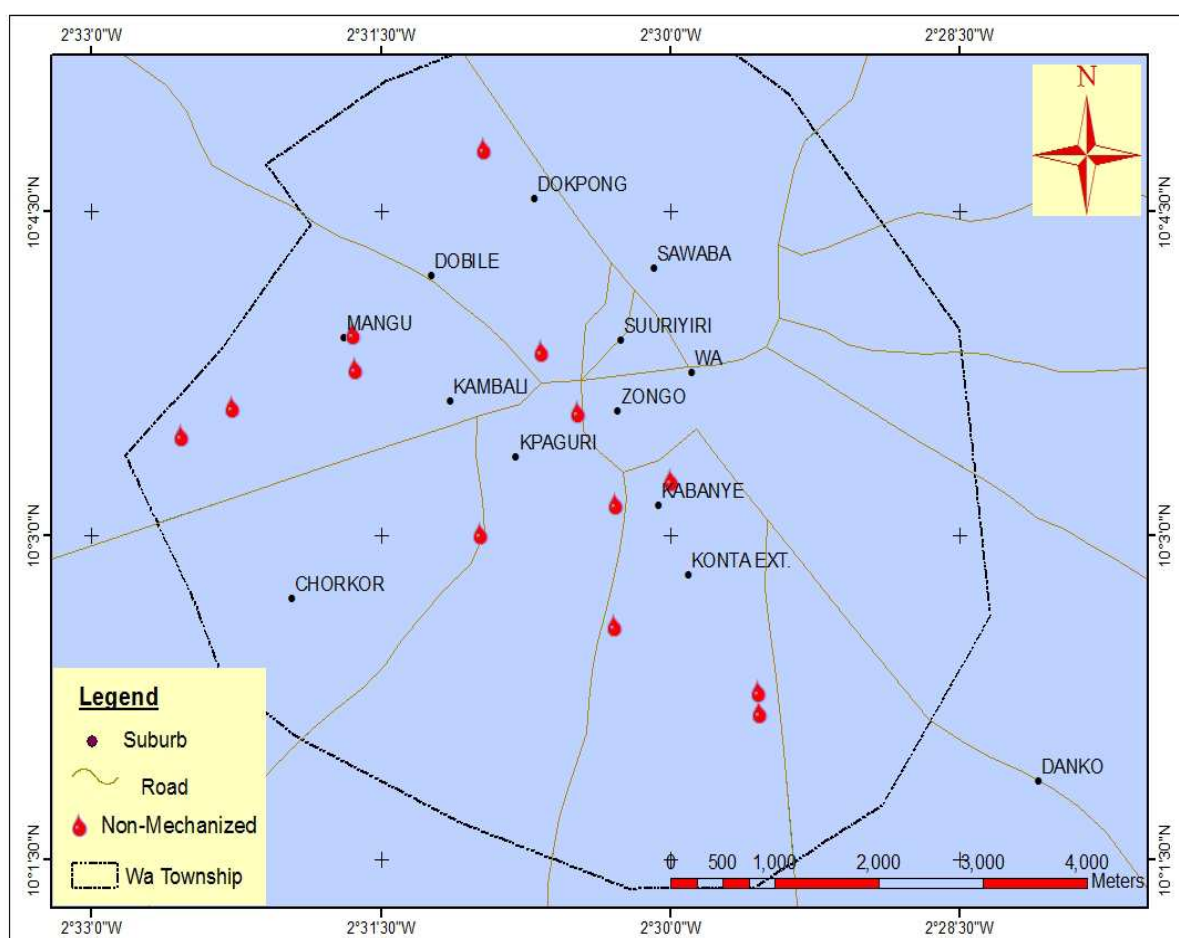 2°33'0"W 2°31'30"W 2°30'0"W 2°28'30"W
N
10°4'30"N 10°4'30"N
DOKPONG
SAWABA
DOBILE
MANGU
SUURIYIRI
WA
KAMBALI
ZONGO
KPAGURI
KABANYE
10°3'0"N 10°3'0"N
KONTA EXT.
CHORKOR
Legend
Suburb
Road
Non-Mechanized
Wa Township
DANKO
10°1'30"N 10°1'30"N
0 500 1,000 2,000 3,000 4,000
Meters
2°33'0"W 2°31'30"W 2°30'0"W 2°28'30"W